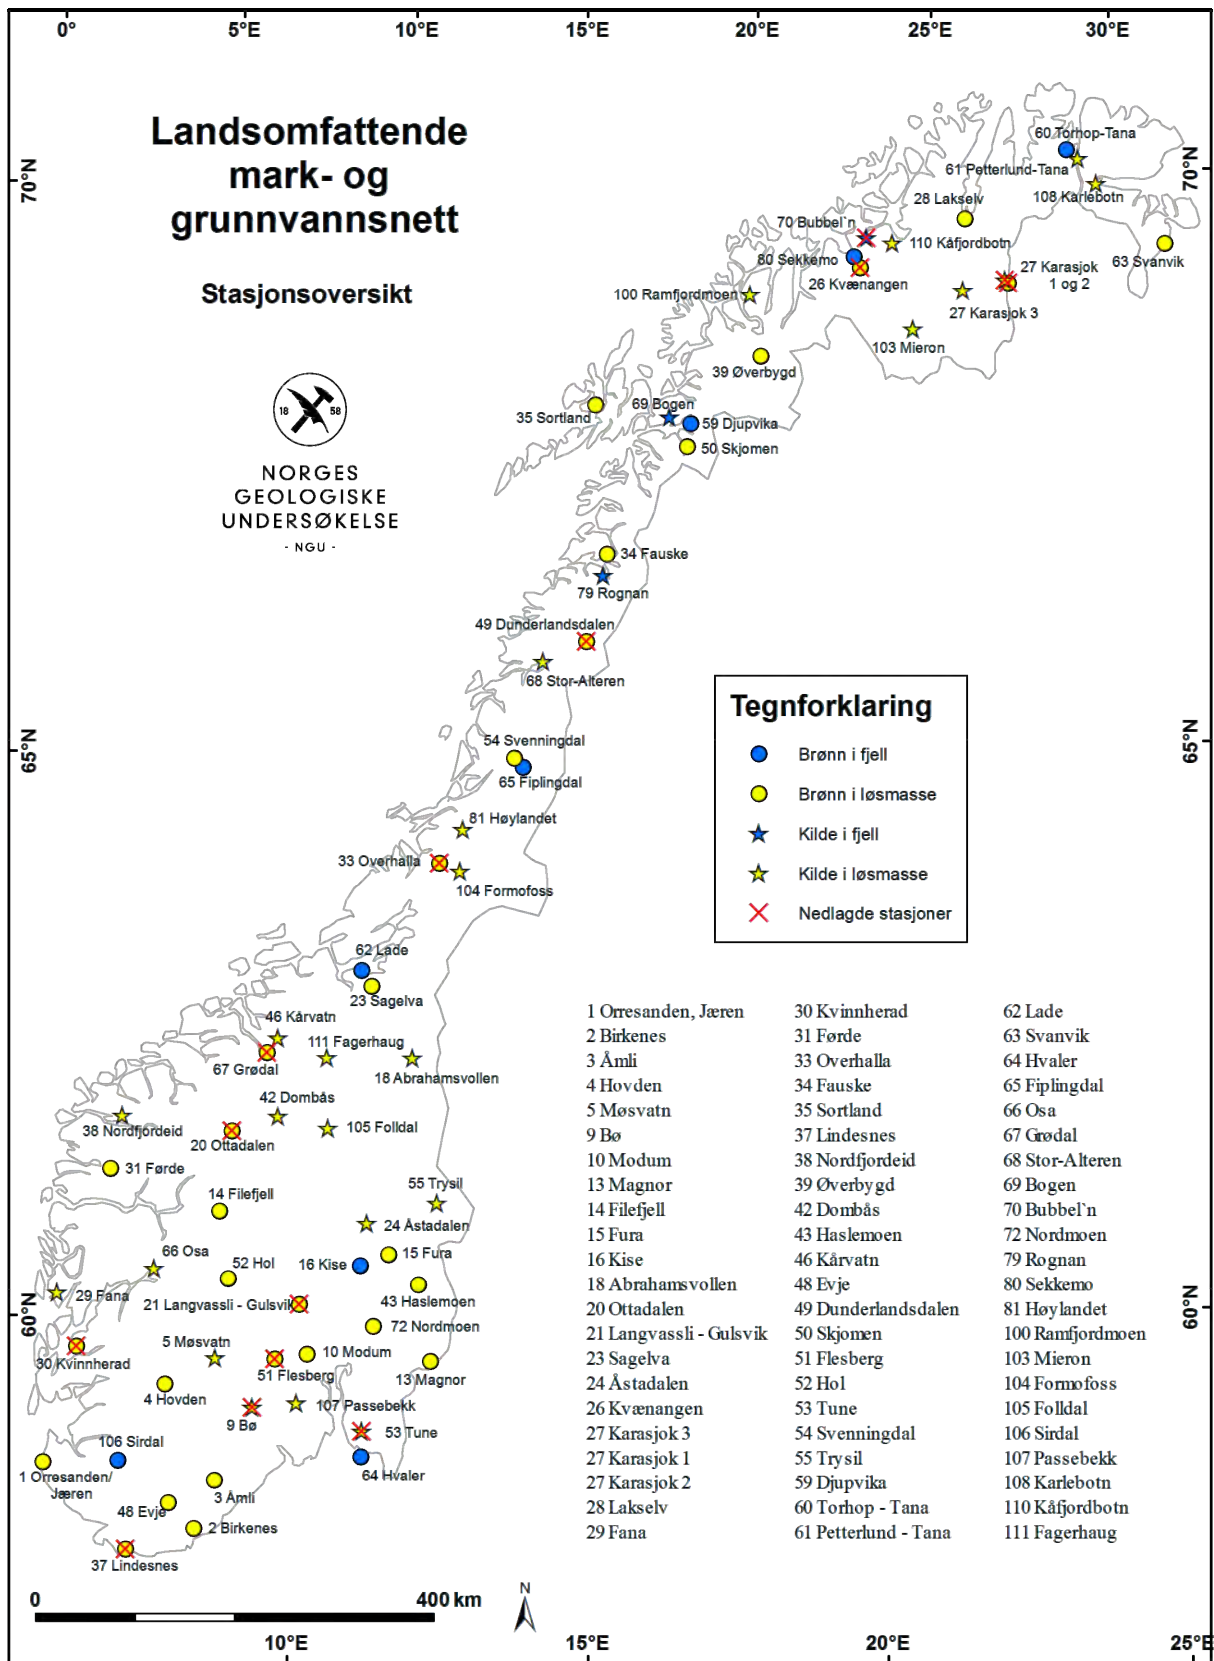 0° 5°E 10°E 15°E 20°E 25°E 30°E
Landsomfattende
mark- og
grunnvannsnett
Stasjonsoversikt
18 58
NORGES
GEOLOGISKE
UNDERSØKELSE
- NGU -
70°N
70°N
65°N
65°N
60°N
60°N
60 Torhop-Tana
61 Petterlund-Tana
108 Karlebotn
28 Lakselv
70 Bubbel`n
110 Kåfjordbotn
63 Svanvik
80 Sekkemo
26 Kvænangen
27 Karasjok
1 og 2
100 Ramfjordmoen
27 Karasjok 3
103 Mieron
39 Øverbygd
69 Bogen
35 Sortland
59 Djupvika
50 Skjomen
34 Fauske
79 Rognan
49 Dunderlandsdalen
68 Stor-Alteren
54 Svenningdal
65 Fiplingdal
81 Høylandet
33 Overhalla
104 Formofoss
62 Lade
23 Sagelva
46 Kårvatn
111 Fagerhaug
67 Grødal
18 Abrahamsvollen
42 Dombås
38 Nordfjordeid
105 Folldal
20 Ottadalen
31 Førde
55 Trysil
14 Filefjell
24 Åstadalen
66 Osa
52 Hol
15 Fura
16 Kise
29 Fana
21 Langvassli - Gulsvik
43 Haslemoen
72 Nordmoen
5 Møsvatn
10 Modum
30 Kvinnherad
51 Flesberg
13 Magnor
4 Hovden
107 Passebekk
9 Bø
53 Tune
106 Sirdal
64 Hvaler
1 Orresanden/
Jæren
3 Åmli
48 Evje
2 Birkenes
37 Lindesnes
Tegnforklaring
Brønn i fjell
Brønn i løsmasse
Kilde i fjell
Kilde i løsmasse
Nedlagde stasjoner
1 Orresanden, Jæren
2 Birkenes
3 Åmli
4 Hovden
5 Møsvatn
9 Bø
10 Modum
13 Magnor
14 Filefjell
15 Fura
16 Kise
18 Abrahamsvollen
20 Ottadalen
21 Langvassli - Gulsvik
23 Sagelva
24 Åstadalen
26 Kvænangen
27 Karasjok 3
27 Karasjok 1
27 Karasjok 2
28 Lakselv
29 Fana
30 Kvinnherad
31 Førde
33 Overhalla
34 Fauske
35 Sortland
37 Lindesnes
38 Nordfjordeid
39 Øverbygd
42 Dombås
43 Haslemoen
46 Kårvatn
48 Evje
49 Dunderlandsdalen
50 Skjomen
51 Flesberg
52 Hol
53 Tune
54 Svenningdal
55 Trysil
59 Djupvika
60 Torhop - Tana
61 Petterlund - Tana
62 Lade
63 Svanvik
64 Hvaler
65 Fiplingdal
66 Osa
67 Grødal
68 Stor-Alteren
69 Bogen
70 Bubbel`n
72 Nordmoen
79 Rognan
80 Sekkemo
81 Høylandet
100 Ramfjordmoen
103 Mieron
104 Formofoss
105 Folldal
106 Sirdal
107 Passebekk
108 Karlebotn
110 Kåfjordbotn
111 Fagerhaug
0 400 km
N
10°E 15°E 20°E 25°E